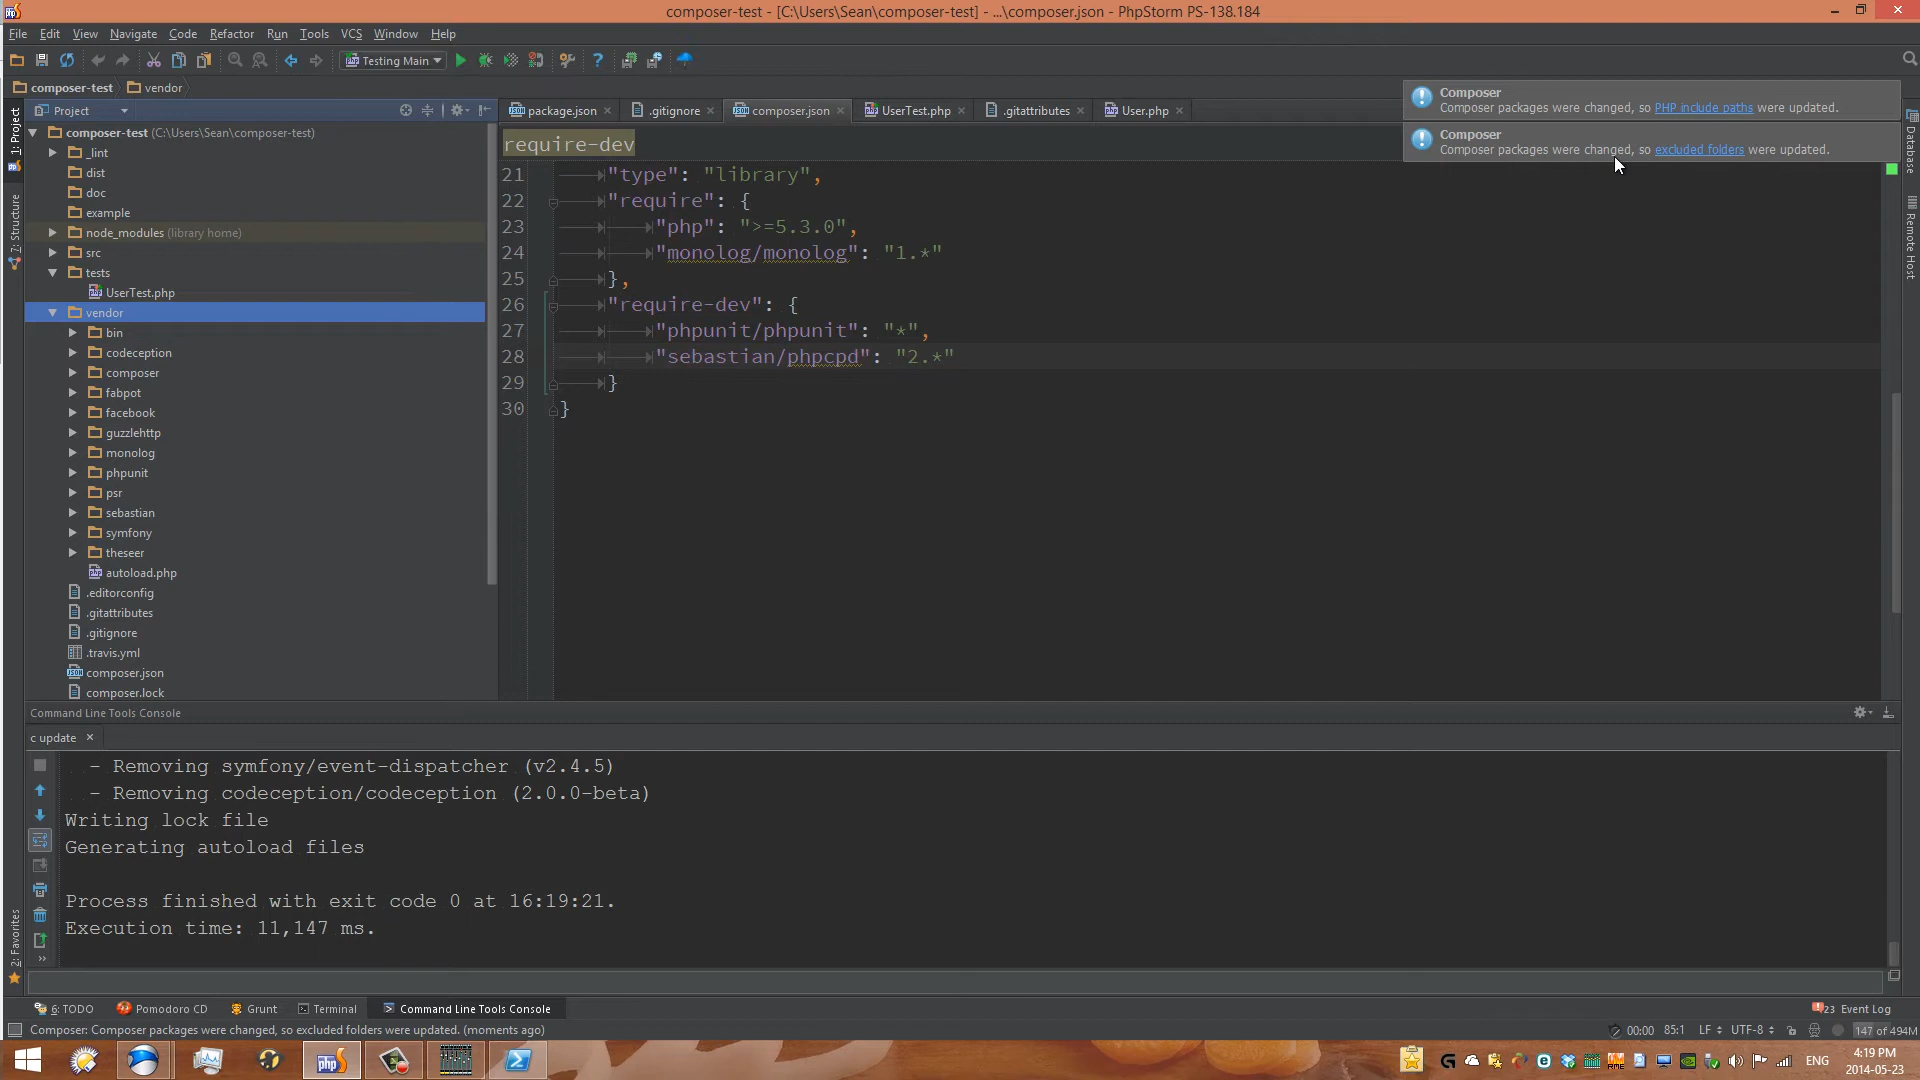 composer-test - [C:\Users\Sean\composer-test] - ...\composer.json - PhpStorm PS-138.184
File Edit View Navigate Code Refactor Run Tools VCS Window Help
Testing Main
composer-test vendor
Project
package.json .gitignore composer.json UserTest.php .gitattributes User.php
Composer
Composer packages were changed, so PHP include paths were updated.
Composer
Composer packages were changed, so excluded folders were updated.
1: Project
7: Structure
2: Favorites
Database
Remote Host
composer-test (C:\Users\Sean\composer-test)
_lint
dist
doc
example
node_modules (library home)
src
tests
UserTest.php
vendor
bin
codeception
composer
fabpot
facebook
guzzlehttp
monolog
phpunit
psr
sebastian
symfony
theseer
autoload.php
.editorconfig
.gitattributes
.gitignore
.travis.yml
composer.json
composer.lock
require-dev
21 "type": "library",
22 "require": {
23 "php": ">=5.3.0",
24 "monolog/monolog": "1.*"
25 },
26 "require-dev": {
27 "phpunit/phpunit": "*",
28 "sebastian/phpcpd": "2.*"
29 }
30 }
Command Line Tools Console
c update
- Removing symfony/event-dispatcher (v2.4.5)
- Removing codeception/codeception (2.0.0-beta)
Writing lock file
Generating autoload files
Process finished with exit code 0 at 16:19:21.
Execution time: 11,147 ms.
6: TODO Pomodoro CD Grunt Terminal Command Line Tools Console 23 Event Log
Composer: Composer packages were changed, so excluded folders were updated. (moments ago) 00:00 85:1 LF UTF-8 147 of 494M
ENG 4:19 PM
2014-05-23